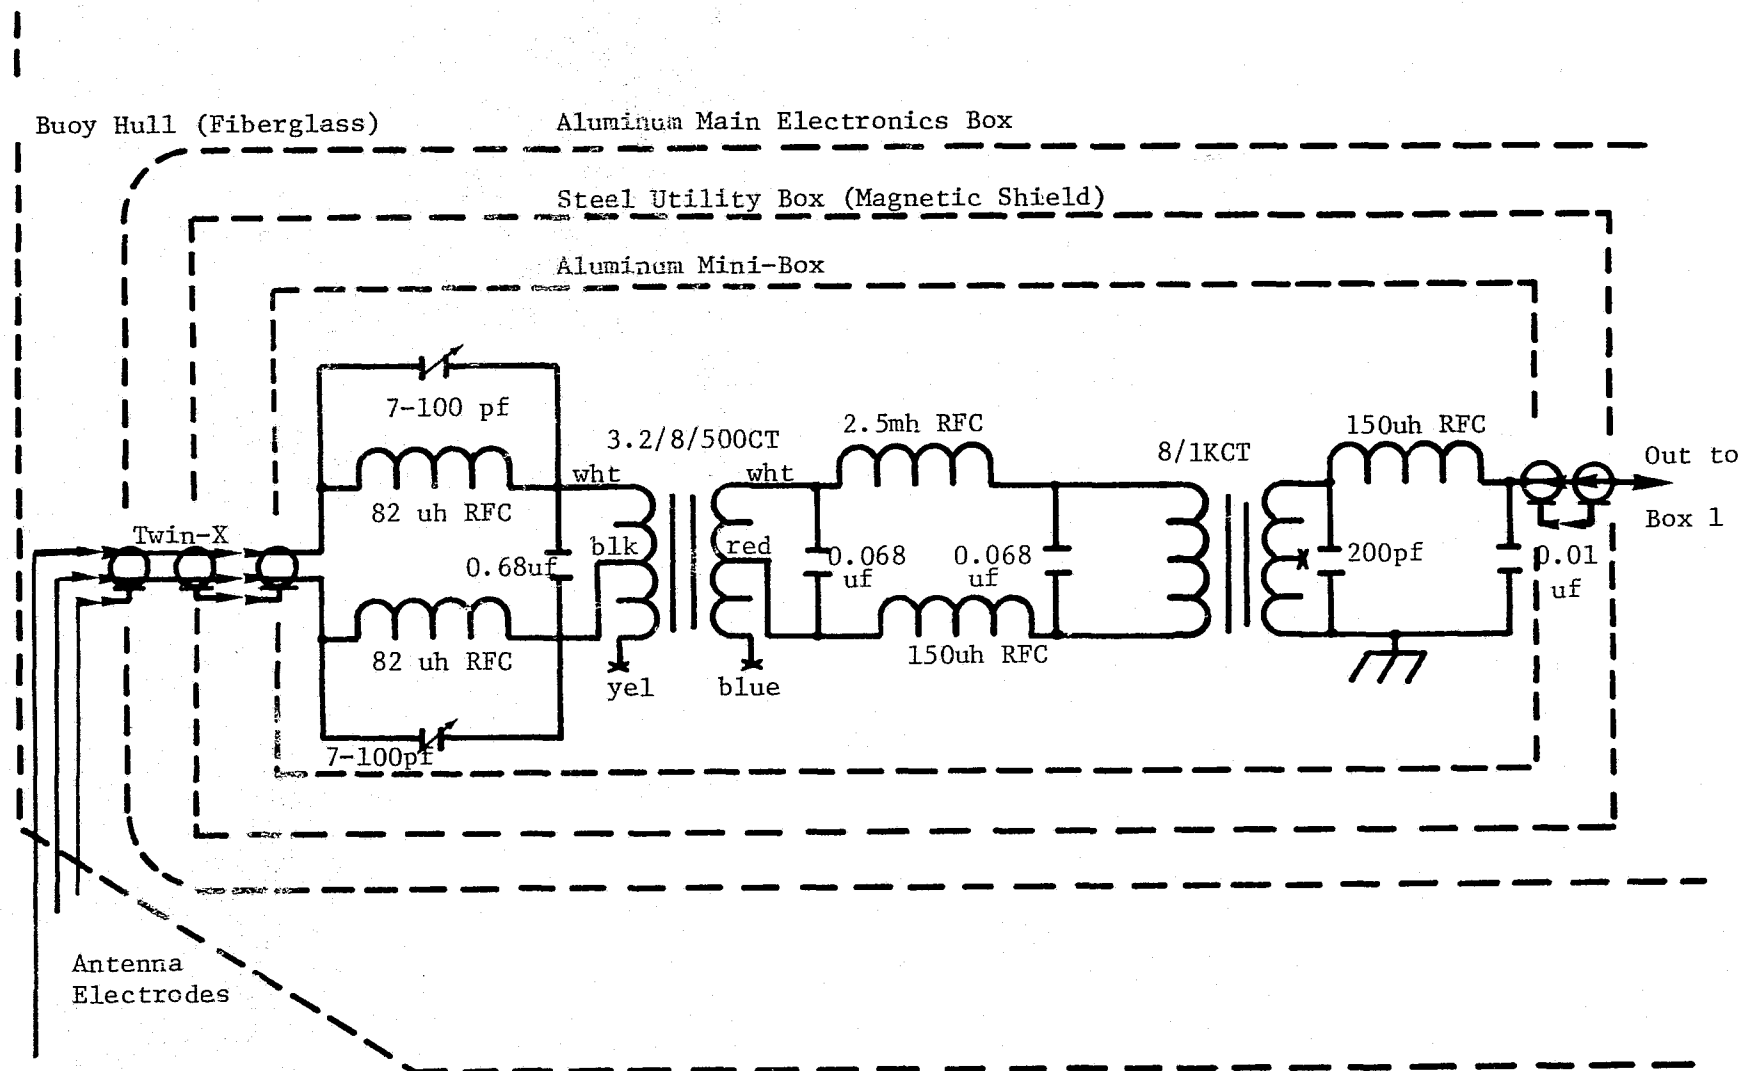 Buoy Hull (Fiberglass)
Aluminum Main Electronics Box
Steel Utility Box (Magnetic Shield)
Aluminum Mini-Box
7-100 pf
82 uh RFC
3.2/8/500CT
wht
wht
2.5mh RFC
8/1KCT
150uh RFC
Out to
Box 1
Twin-X
0.68uf
blk
red
0.068
uf
0.068
uf
200pf
0.01
uf
82 uh RFC
yel
blue
150uh RFC
7-100pf
Antenna
Electrodes